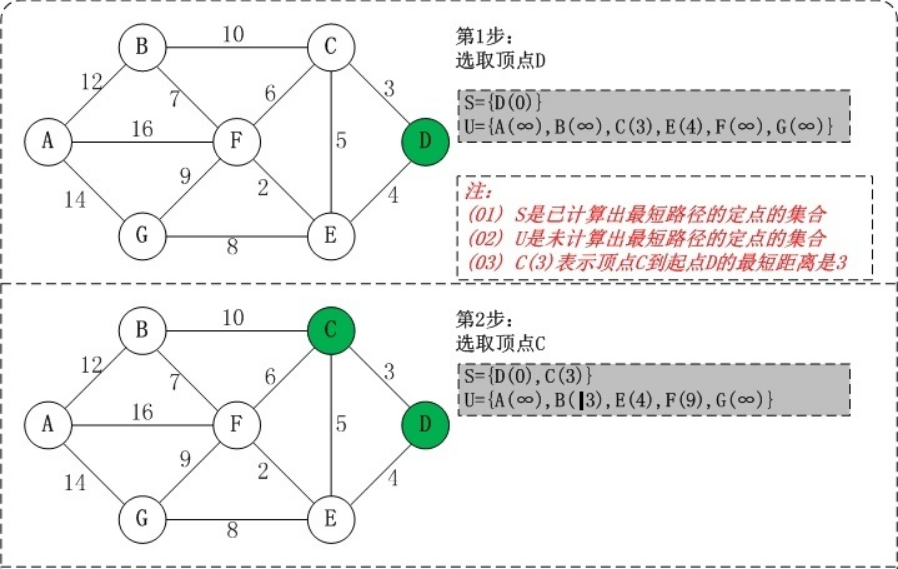 10
B
C
12
7
6
3
第1步:
选取顶点D
S={D(0)}
U={A(∞),B(∞),C(3),E(4),F(∞),G(∞)}
A
16
F
5
D
14
9
2
4
G
8
E
注:
(01) S是已计算出最短路径的定点的集合
(02) U是未计算出最短路径的定点的集合
(03) C(3)表示顶点C到起点D的最短距离是3
10
B
C
12
7
6
3
第2步:
选取顶点C
S={D(0),C(3)}
U={A(∞),B(13),E(4),F(9),G(∞)}
A
16
F
5
D
14
9
2
4
G
8
E